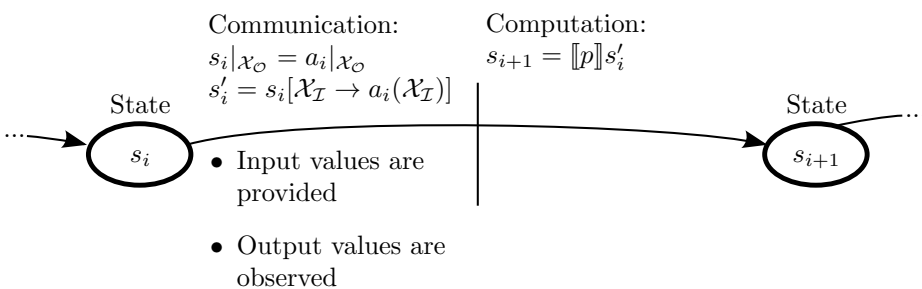 Communication:
s_i|_{𝒳_𝒪} = a_i|_{𝒳_𝒪}
s'_i = s_i[𝒳_ℐ → a_i(𝒳_ℐ)]
Computation:
s_{i+1} = ⟦p⟧s'_i
State
State
...
s_i
s_{i+1}
..
• Input values are
provided
• Output values are
observed